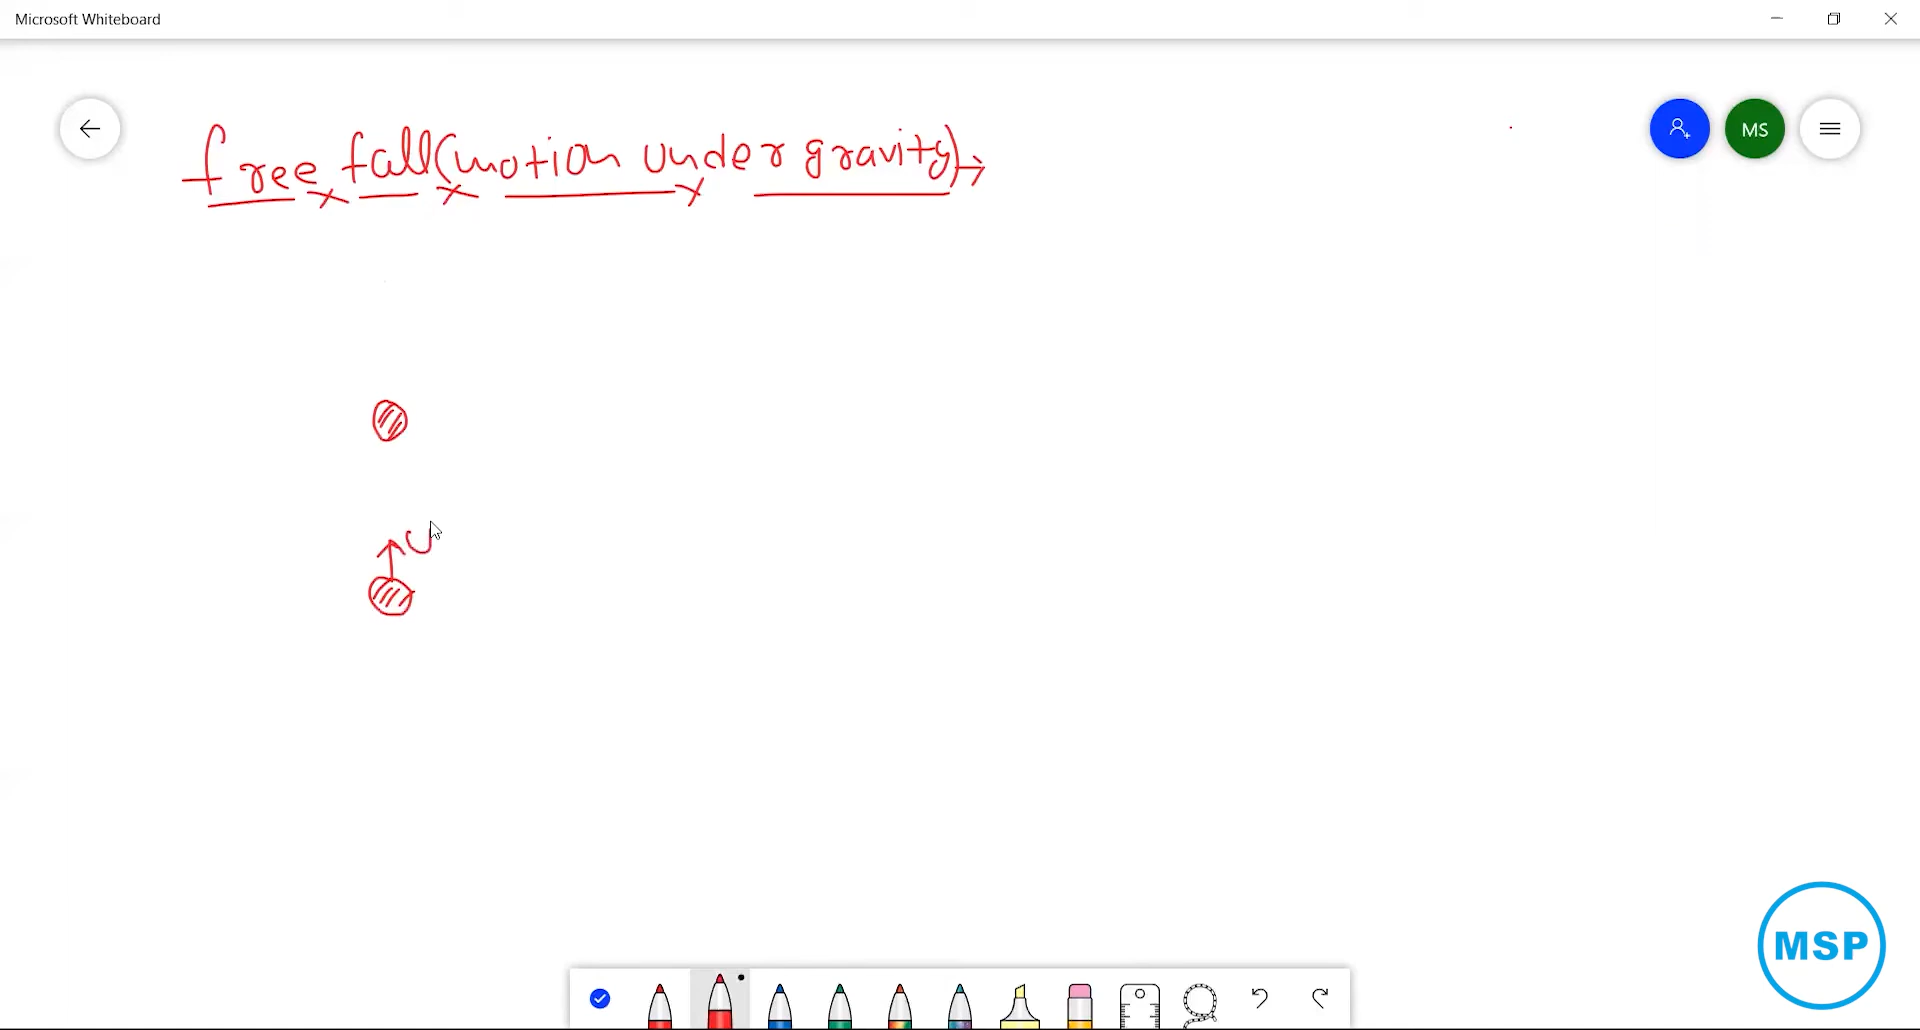 Microsoft Whiteboard
free fall(motion under gravity)→
MS
u
MSP